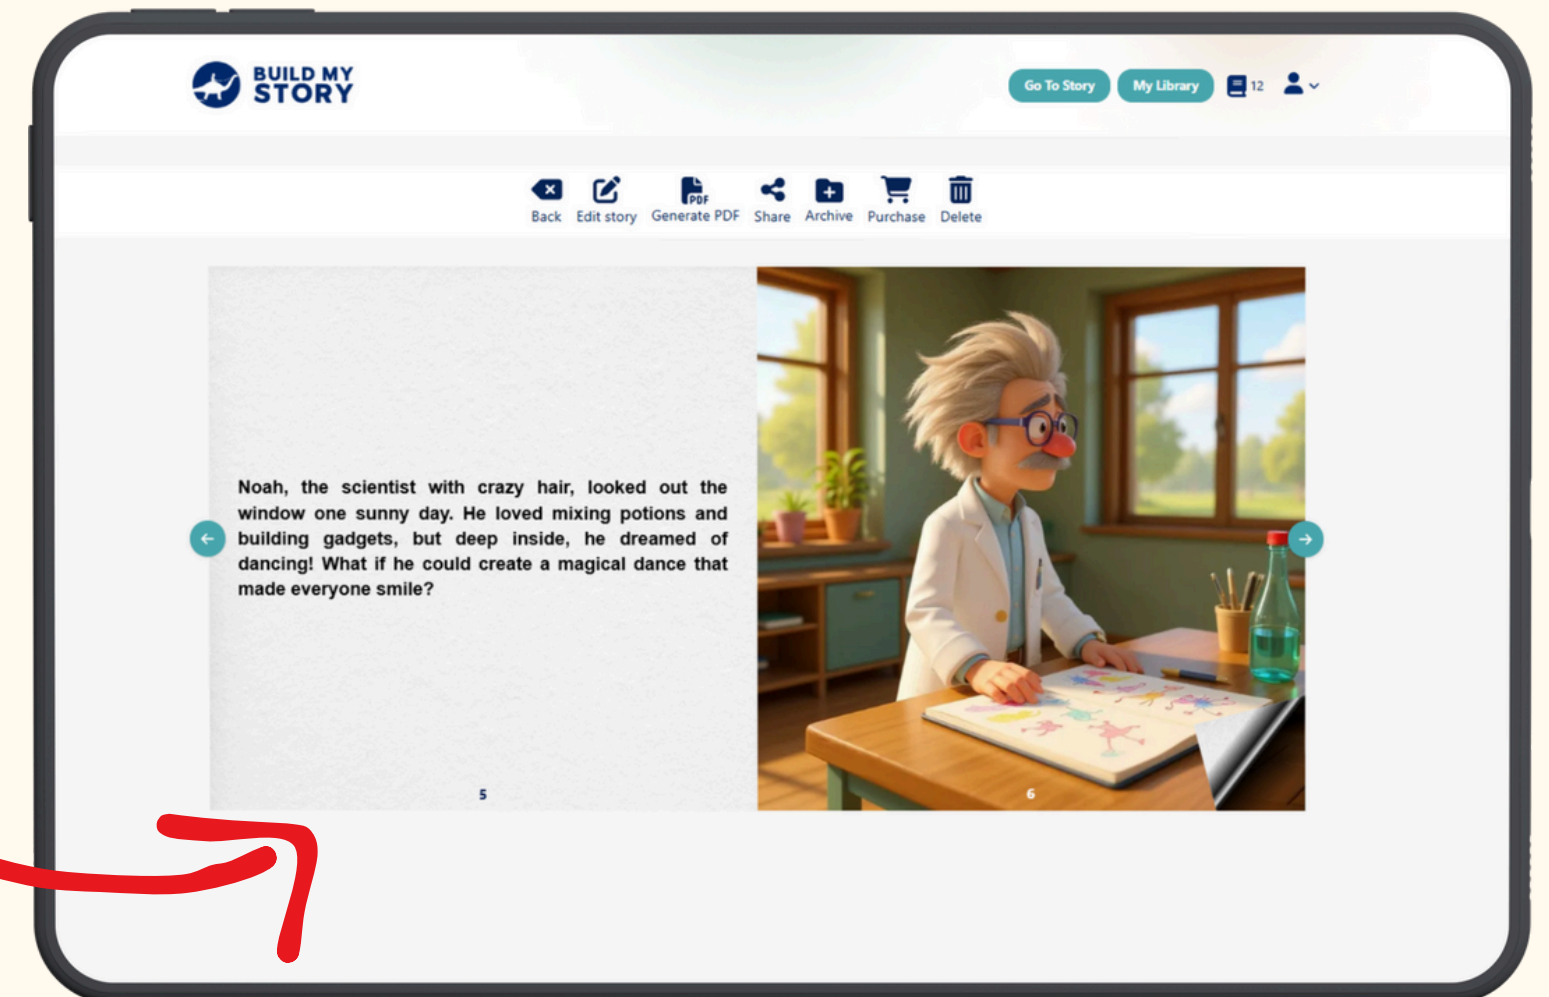 BUILD MY
STORY
Go To Story
My Library
12
Back
Edit story
PDF
Generate PDF
Share
Archive
Purchase
Delete
Noah, the scientist with crazy hair, looked out the
window one sunny day. He loved mixing potions and
building gadgets, but deep inside, he dreamed of
dancing! What if he could create a magical dance that
made everyone smile?
5
6